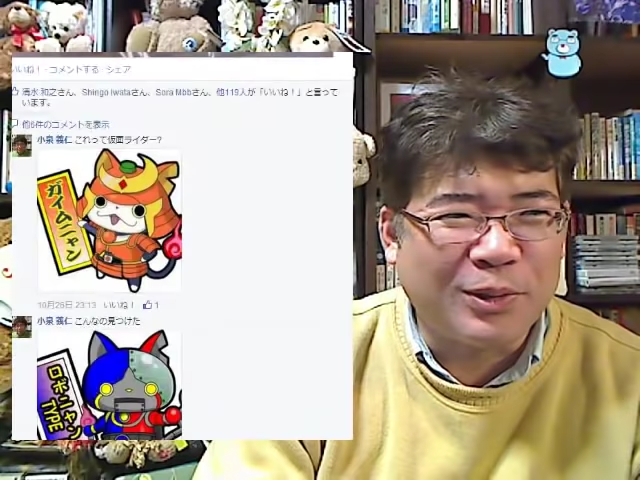 いいね！ · コメントする · シェア
清水 和之さん、Shingo Iwataさん、Sora Mbbさん、他119人が「いいね！」と言って
います。
他6件のコメントを表示
小泉 義仁 これって仮面ライダー?
ガイムニャン
10月26日 23:13 · いいね！ · 1
小泉 義仁 こんなの見つけた
ロボニャン
TYPE